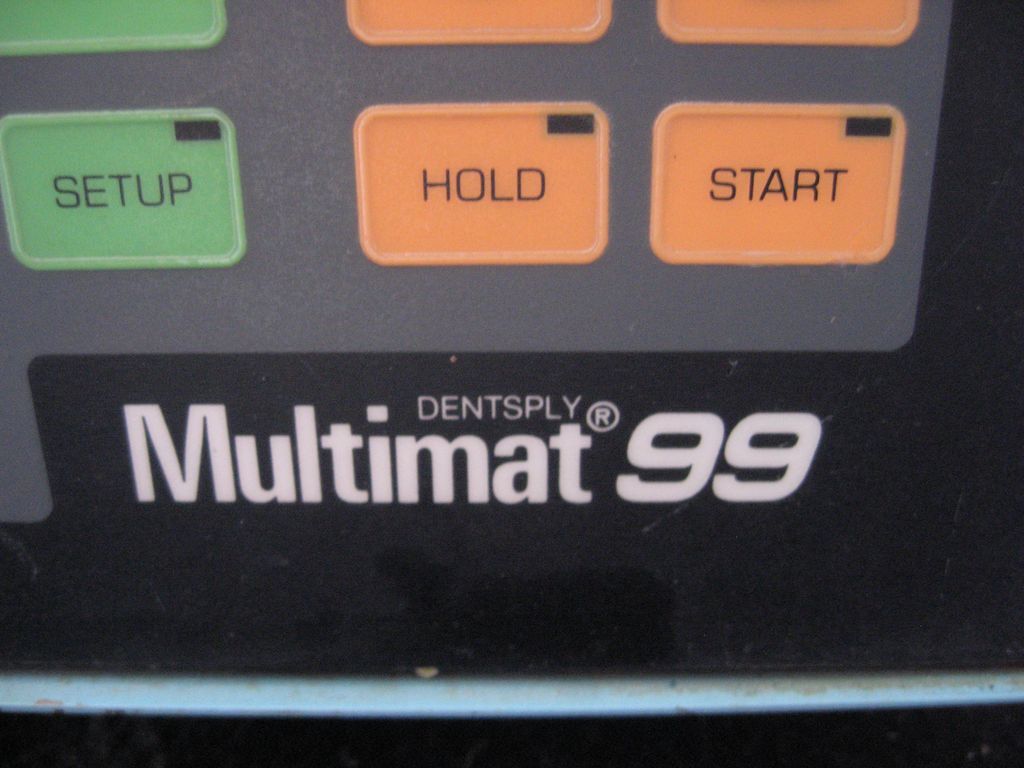 SETUP HOLD START
DENTSPLY
Multimat® 99